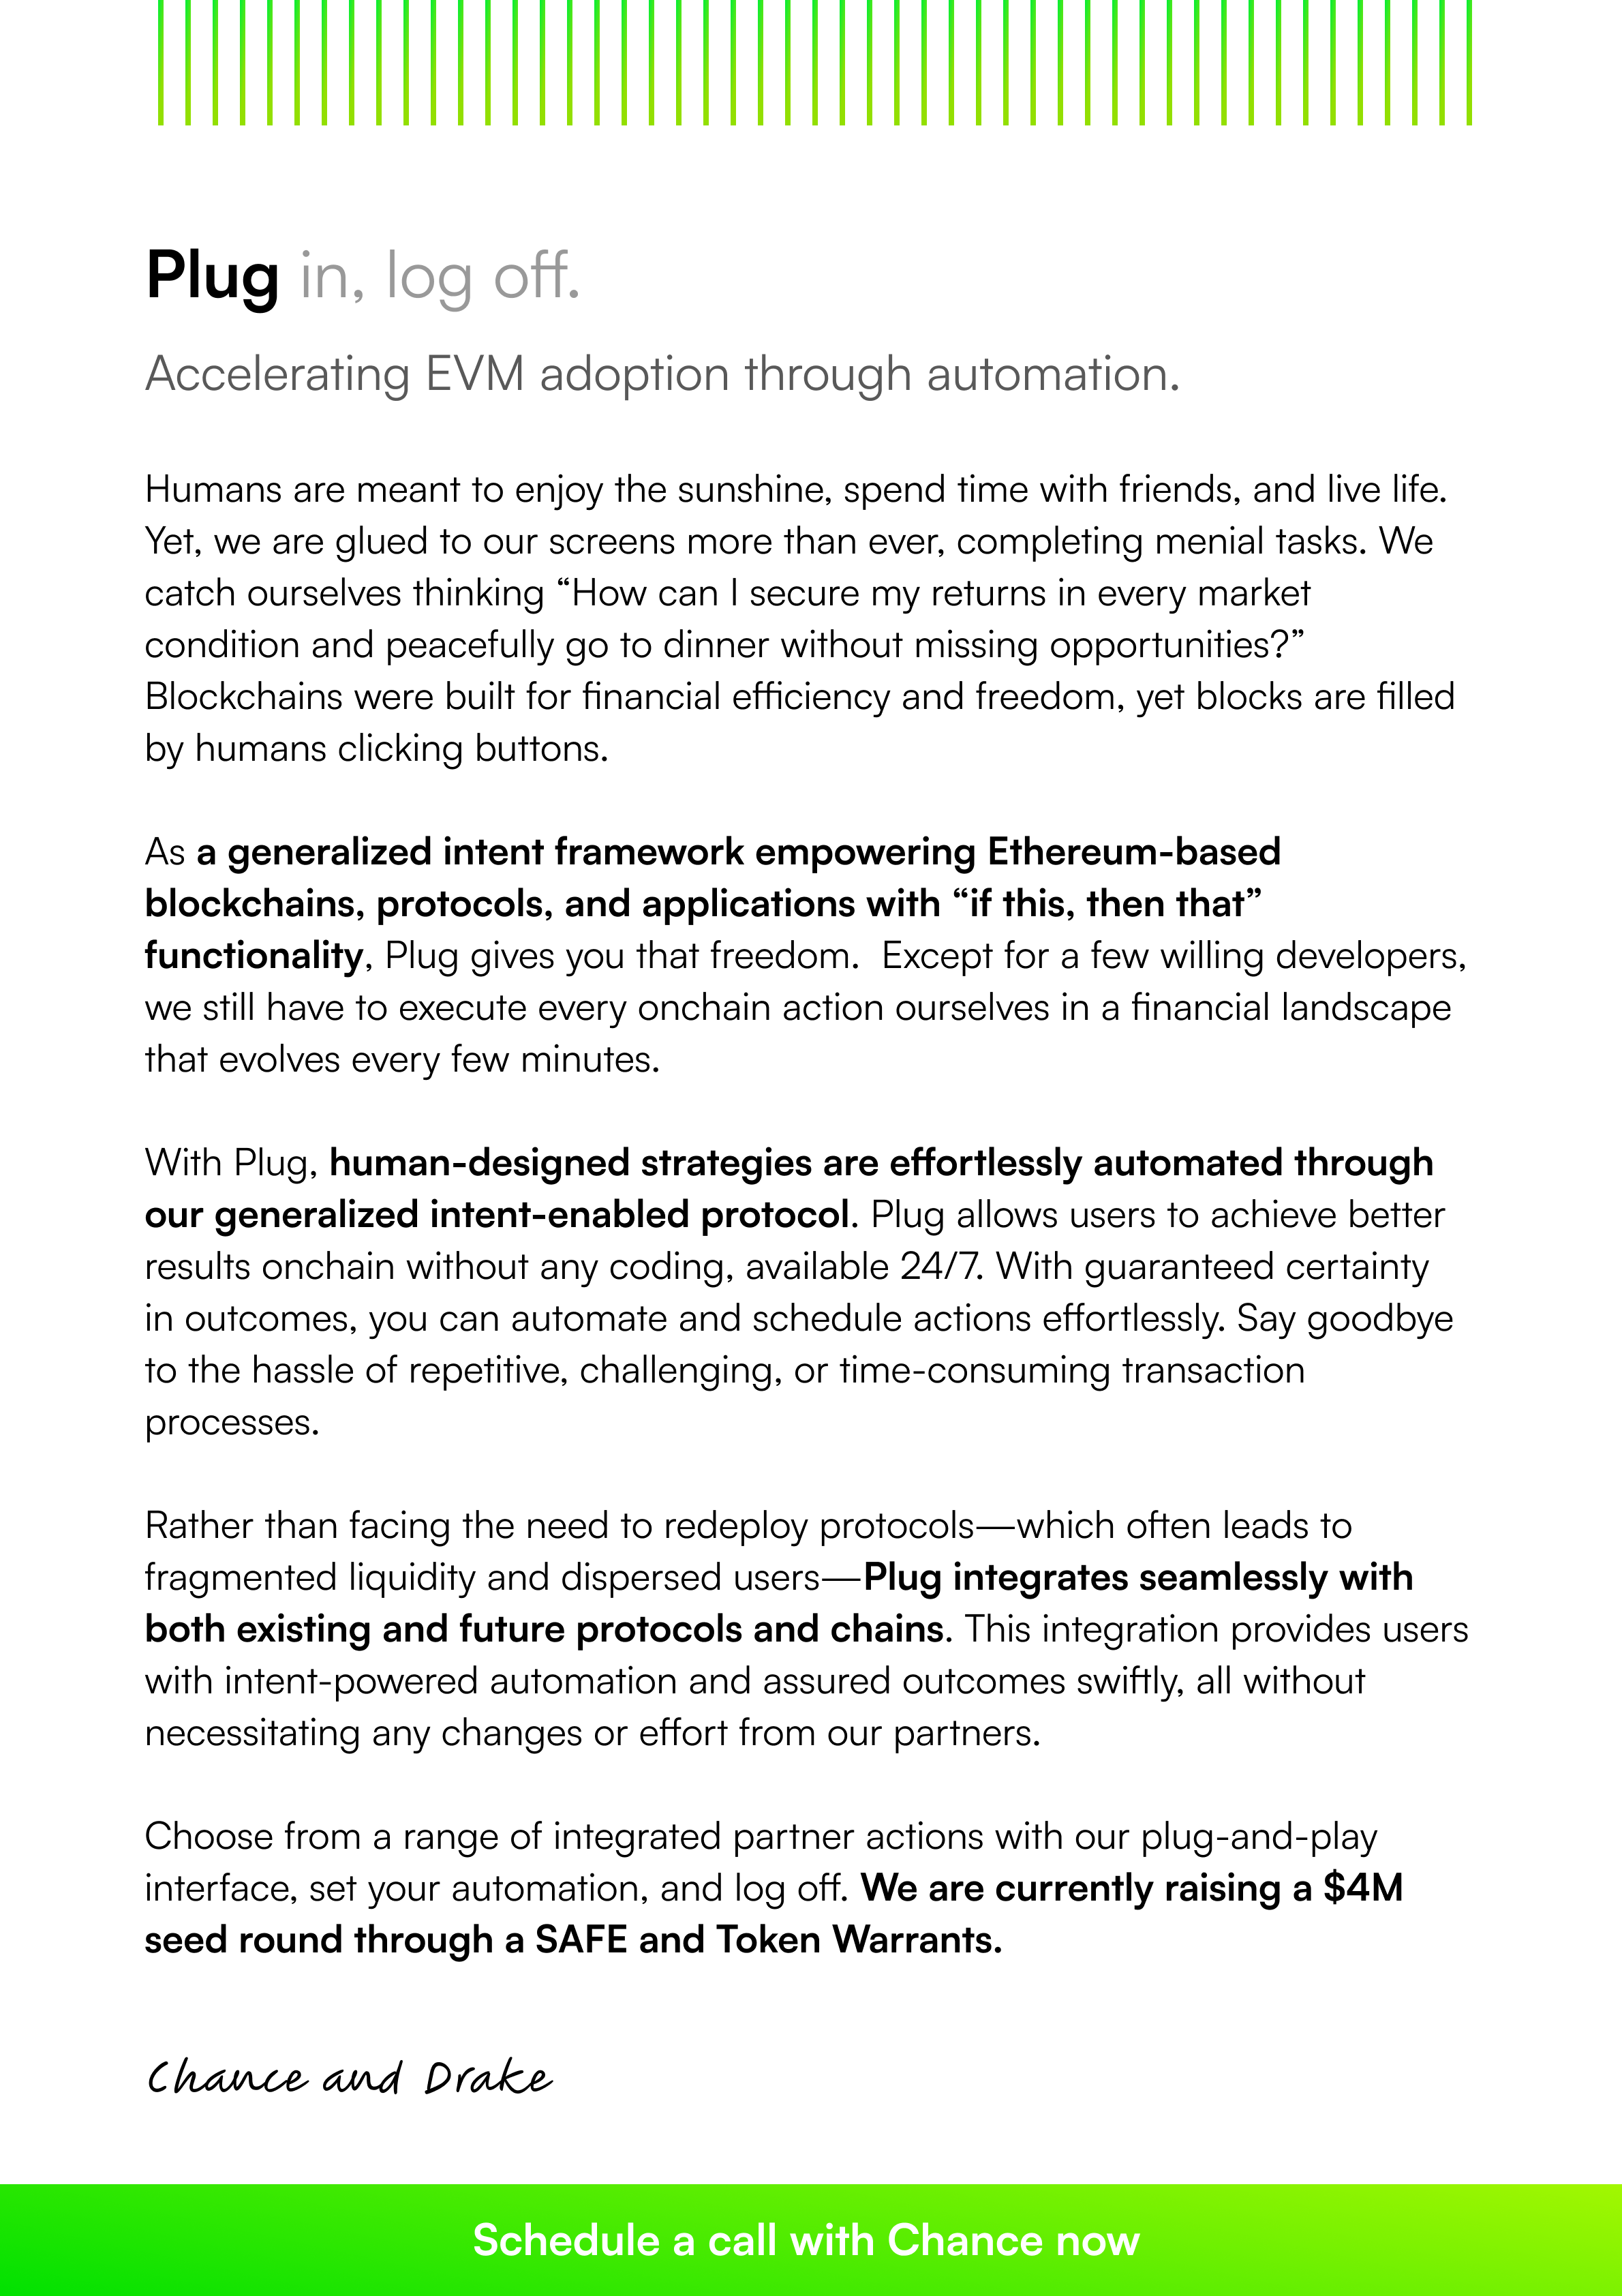 Plug in, log off.
Accelerating EVM adoption through automation.
Humans are meant to enjoy the sunshine, spend time with friends, and live life.
Yet, we are glued to our screens more than ever, completing menial tasks. We
catch ourselves thinking “How can I secure my returns in every market
condition and peacefully go to dinner without missing opportunities?”
Blockchains were built for financial efficiency and freedom, yet blocks are filled
by humans clicking buttons.
As a generalized intent framework empowering Ethereum-based
blockchains, protocols, and applications with “if this, then that”
functionality, Plug gives you that freedom.  Except for a few willing developers,
we still have to execute every onchain action ourselves in a financial landscape
that evolves every few minutes.
With Plug, human-designed strategies are effortlessly automated through
our generalized intent-enabled protocol. Plug allows users to achieve better
results onchain without any coding, available 24/7. With guaranteed certainty
in outcomes, you can automate and schedule actions effortlessly. Say goodbye
to the hassle of repetitive, challenging, or time-consuming transaction
processes.
Rather than facing the need to redeploy protocols—which often leads to
fragmented liquidity and dispersed users—Plug integrates seamlessly with
both existing and future protocols and chains. This integration provides users
with intent-powered automation and assured outcomes swiftly, all without
necessitating any changes or effort from our partners.
Choose from a range of integrated partner actions with our plug-and-play
interface, set your automation, and log off. We are currently raising a $4M
seed round through a SAFE and Token Warrants.
Chance and Drake
Schedule a call with Chance now